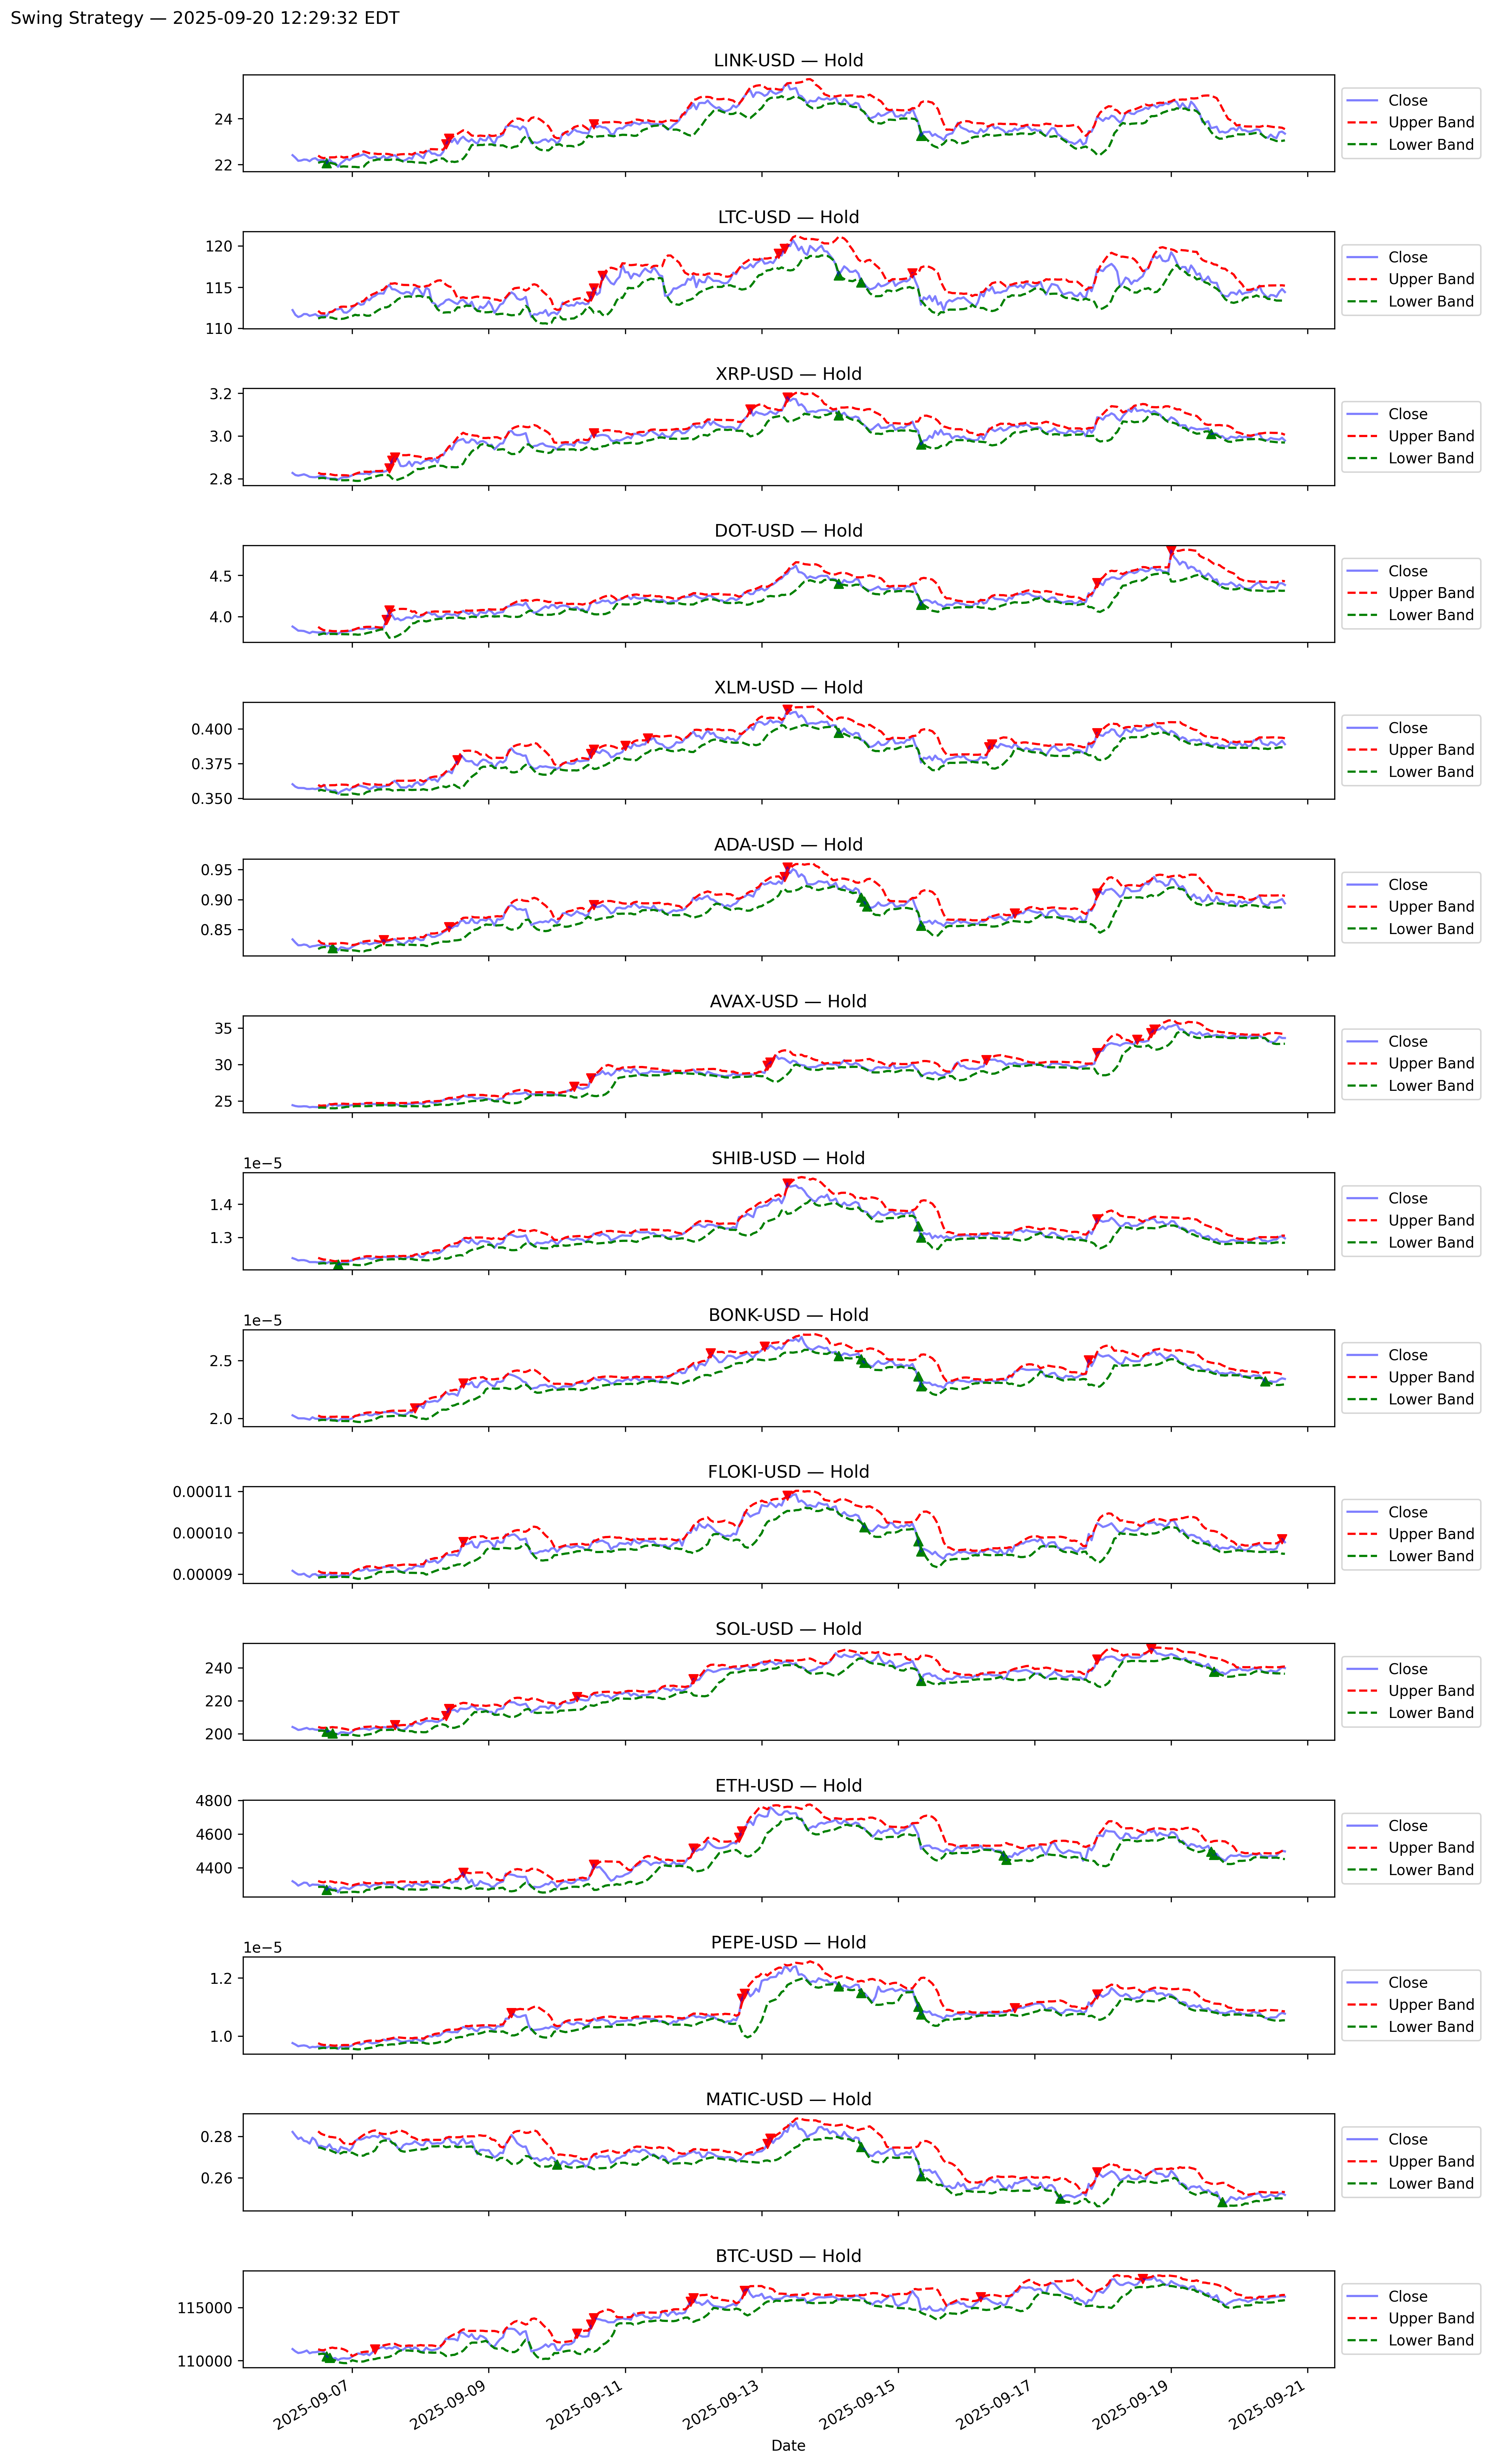 Swing Strategy — 2025-09-20 12:29:32 EDT
LINK-USD — Hold
24
22
Close
Upper Band
Lower Band
LTC-USD — Hold
120
115
110
Close
Upper Band
Lower Band
XRP-USD — Hold
3.2
3.0
2.8
Close
Upper Band
Lower Band
DOT-USD — Hold
4.5
4.0
Close
Upper Band
Lower Band
XLM-USD — Hold
0.400
0.375
0.350
Close
Upper Band
Lower Band
ADA-USD — Hold
0.95
0.90
0.85
Close
Upper Band
Lower Band
AVAX-USD — Hold
35
30
25
Close
Upper Band
Lower Band
SHIB-USD — Hold
1e−5
1.4
1.3
Close
Upper Band
Lower Band
BONK-USD — Hold
1e−5
2.5
2.0
Close
Upper Band
Lower Band
FLOKI-USD — Hold
0.00011
0.00010
0.00009
Close
Upper Band
Lower Band
SOL-USD — Hold
240
220
200
Close
Upper Band
Lower Band
ETH-USD — Hold
4800
4600
4400
Close
Upper Band
Lower Band
PEPE-USD — Hold
1e−5
1.2
1.0
Close
Upper Band
Lower Band
MATIC-USD — Hold
0.28
0.26
Close
Upper Band
Lower Band
BTC-USD — Hold
115000
110000
Close
Upper Band
Lower Band
2025-09-07
2025-09-09
2025-09-11
2025-09-13
2025-09-15
2025-09-17
2025-09-19
2025-09-21
Date